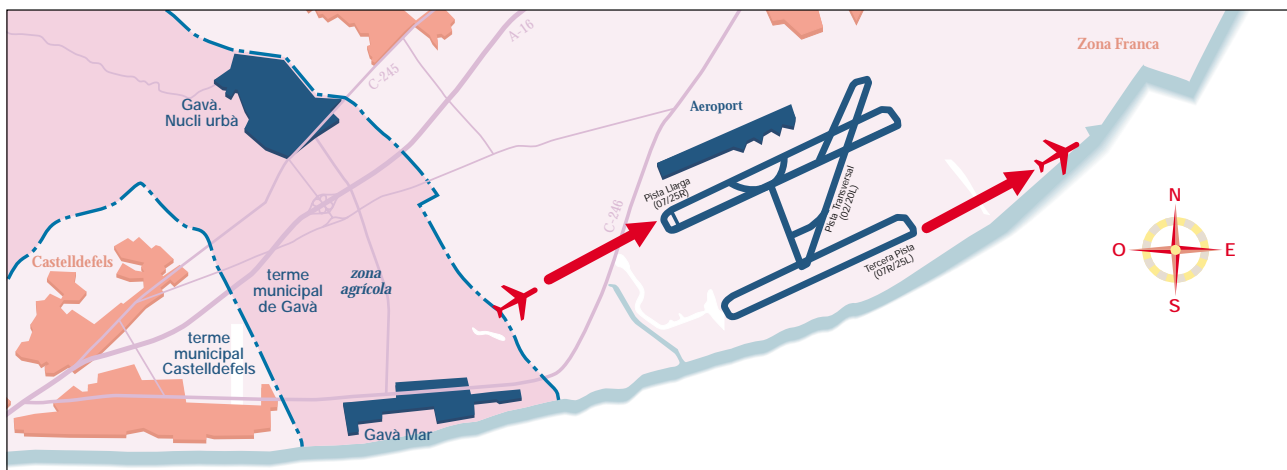 Gavà.
Nucli urbà
C-245
A-16
Aeroport
Zona Franca
Pista Llarga
(07/25R)
Pista Transversal
(02/20L)
Tercera Pista
(07R/25L)
C-246
Castelldefels
terme
municipal
de Gavà
zona
agrícola
terme
municipal
Castelldefels
Gavà Mar
N
O
E
S